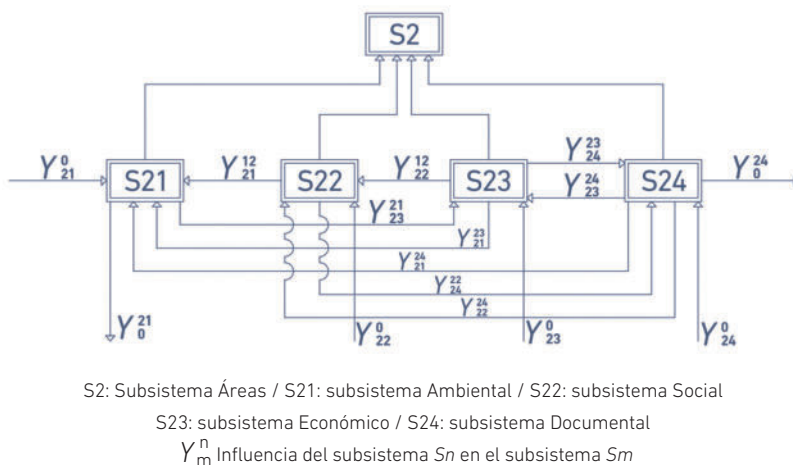 S2
Y 0 21
S21
Y 12 21
S22
Y 12 22
S23
Y 23 24
Y 24 23
S24
Y 24 0
Y 21 23
Y 23 21
Y 24 21
Y 22 24
Y 24 22
Y 21 0
Y 0 22
Y 0 23
Y 0 24
S2: Subsistema Áreas / S21: subsistema Ambiental / S22: subsistema Social
S23: subsistema Económico / S24: subsistema Documental
Y n m Influencia del subsistema Sn en el subsistema Sm